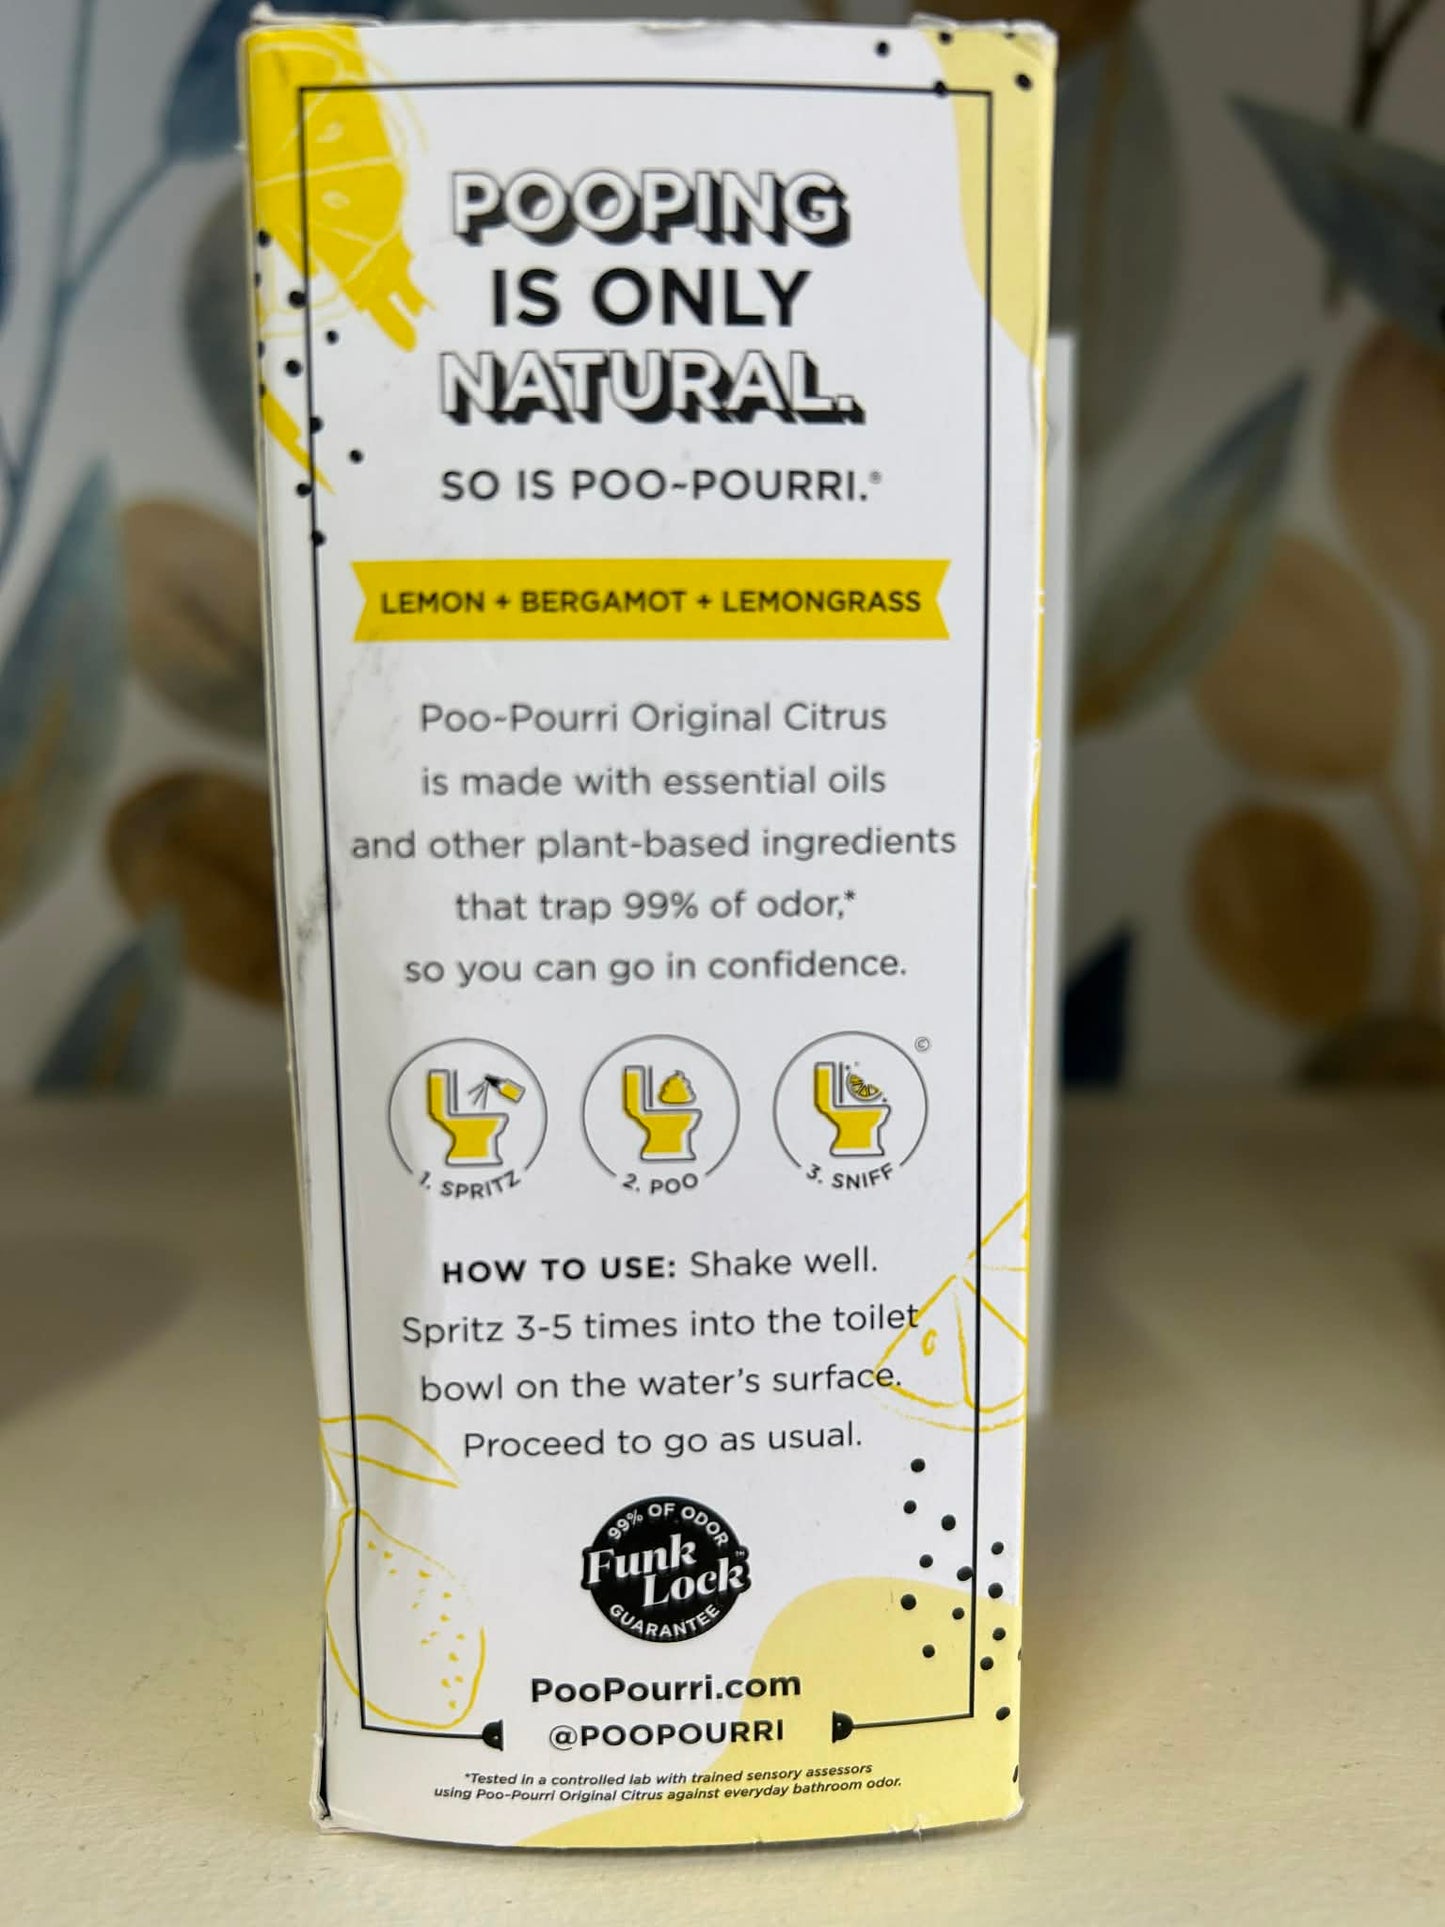 POOPING
IS ONLY
NATURAL.
SO IS POO~POURRI.®
LEMON + BERGAMOT + LEMONGRASS
Poo~Pourri Original Citrus
is made with essential oils
and other plant-based ingredients
that trap 99% of odor,*
so you can go in confidence.
©
1. SPRITZ
2. POO
3. SNIFF
HOW TO USE: Shake well.
Spritz 3-5 times into the toilet
bowl on the water's surface.
Proceed to go as usual.
99% OF ODOR
Funk
Lock™
GUARANTEE
PooPourri.com
@POOPOURRI
*Tested in a controlled lab with trained sensory assessors
using Poo~Pourri Original Citrus against everyday bathroom odor.